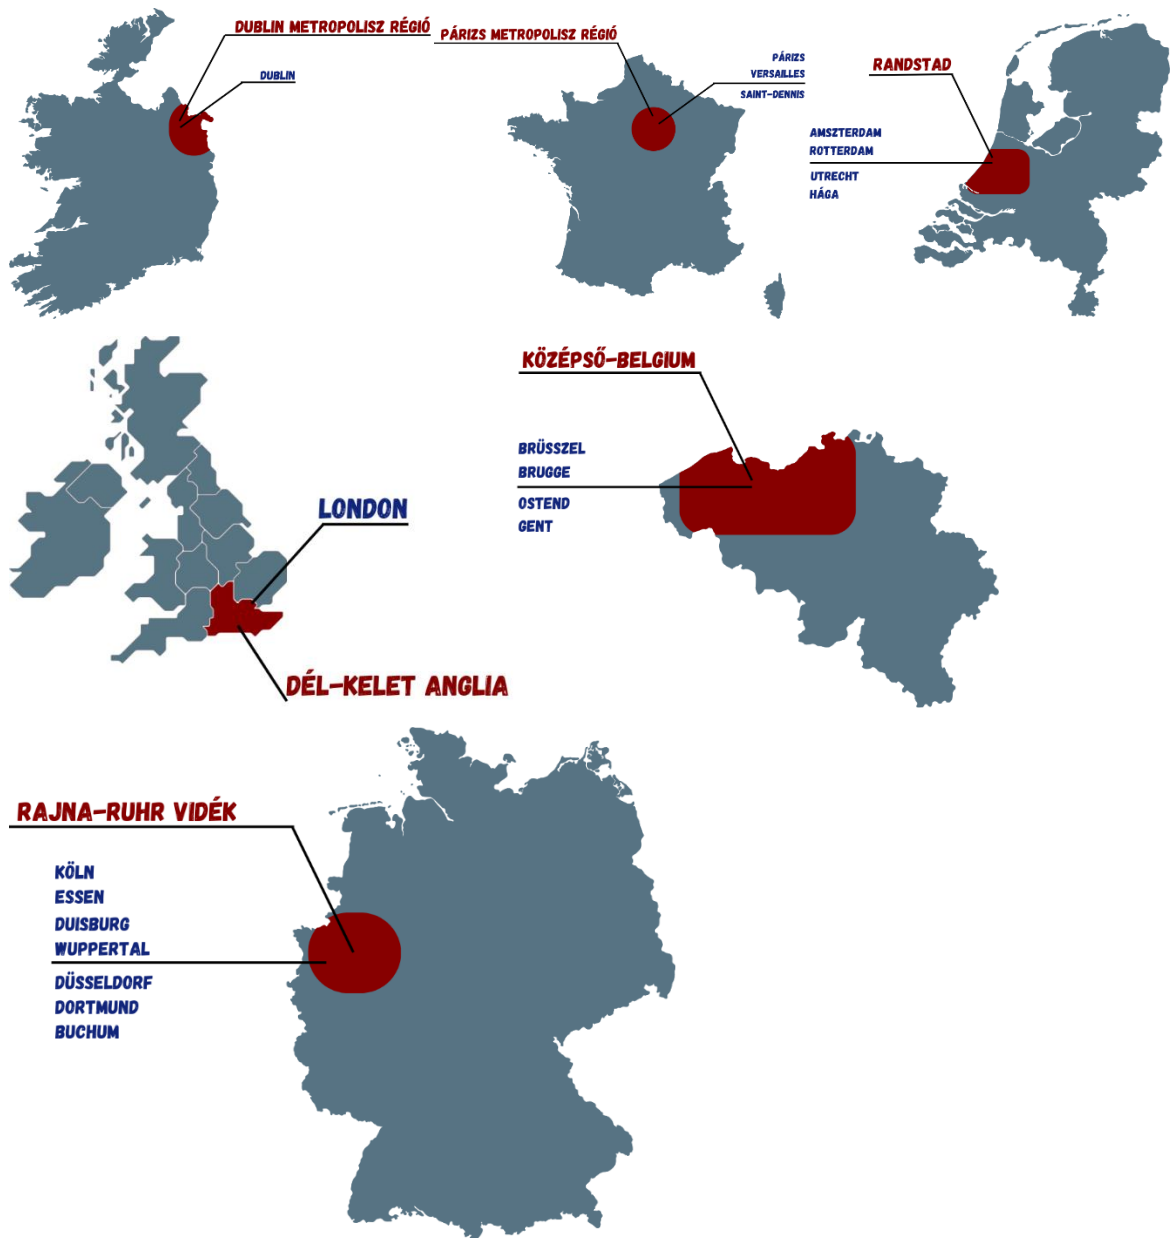 DUBLIN METROPOLISZ RÉGIÓ
DUBLIN
PÁRIZS METROPOLISZ RÉGIÓ
PÁRIZS
VERSAILLES
SAINT-DENNIS
RANDSTAD
AMSZTERDAM
ROTTERDAM
UTRECHT
HÁGA
LONDON
DÉL-KELET ANGLIA
KÖZÉPSŐ-BELGIUM
BRÜSSZEL
BRUGGE
OSTEND
GENT
RAJNA-RUHR VIDÉK
KÖLN
ESSEN
DUISBURG
WUPPERTAL
DÜSSELDORF
DORTMUND
BUCHUM